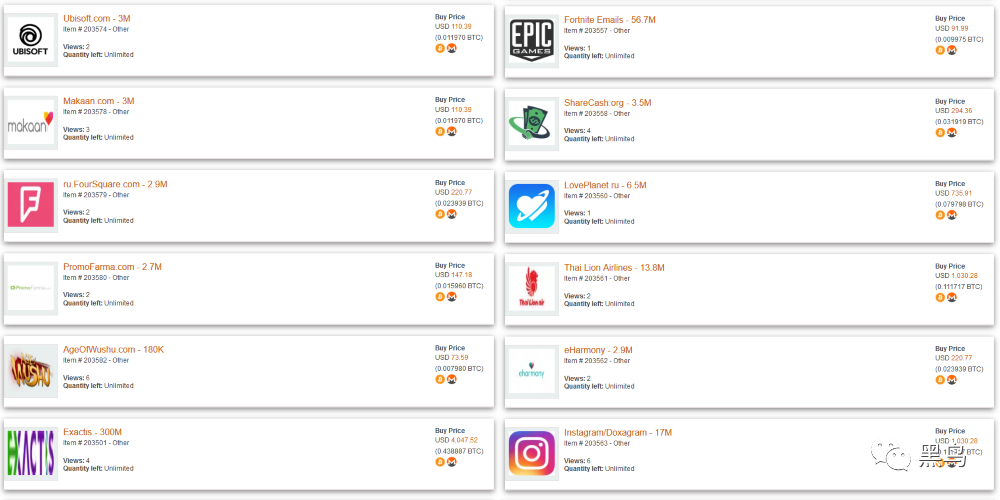 UBISOFT
Ubisoft.com - 3M
Item # 203574 - Other
Views: 2
Quantity left: Unlimited
Buy Price
USD 110.39
(0.011970 BTC)
makaan
Makaan.com - 3M
Item # 203578 - Other
Views: 3
Quantity left: Unlimited
Buy Price
USD 110.39
(0.011970 BTC)
ru.FourSquare.com - 2.9M
Item # 203579 - Other
Views: 2
Quantity left: Unlimited
Buy Price
USD 220.77
(0.023939 BTC)
PromoFarma
PromoFarma.com - 2.7M
Item # 203580 - Other
Views: 2
Quantity left: Unlimited
Buy Price
USD 147.18
(0.015960 BTC)
WUSHU
AgeOfWushu.com - 180K
Item # 203582 - Other
Views: 6
Quantity left: Unlimited
Buy Price
USD 73.59
(0.007980 BTC)
EXACTIS
Exactis - 300M
Item # 203501 - Other
Views: 4
Quantity left: Unlimited
Buy Price
USD 4,047.52
(0.438887 BTC)
EPIC
GAMES
Fortnite Emails - 56.7M
Item # 203557 - Other
Views: 1
Quantity left: Unlimited
Buy Price
USD 91.99
(0.009975 BTC)
ShareCash.org - 3.5M
Item # 203558 - Other
Views: 4
Quantity left: Unlimited
Buy Price
USD 294.36
(0.031919 BTC)
LovePlanet.ru - 6.5M
Item # 203560 - Other
Views: 1
Quantity left: Unlimited
Buy Price
USD 735.91
(0.079798 BTC)
Thai Lion air
Thai Lion Airlines - 13.8M
Item # 203561 - Other
Views: 2
Quantity left: Unlimited
Buy Price
USD 1,030.28
(0.111717 BTC)
eharmony
eHarmony - 2.9M
Item # 203562 - Other
Views: 2
Quantity left: Unlimited
Buy Price
USD 220.77
(0.023939 BTC)
Instagram/Doxagram - 17M
Item # 203563 - Other
Views: 6
Quantity left: Unlimited
Buy Price
USD 1,030.28
黑鸟